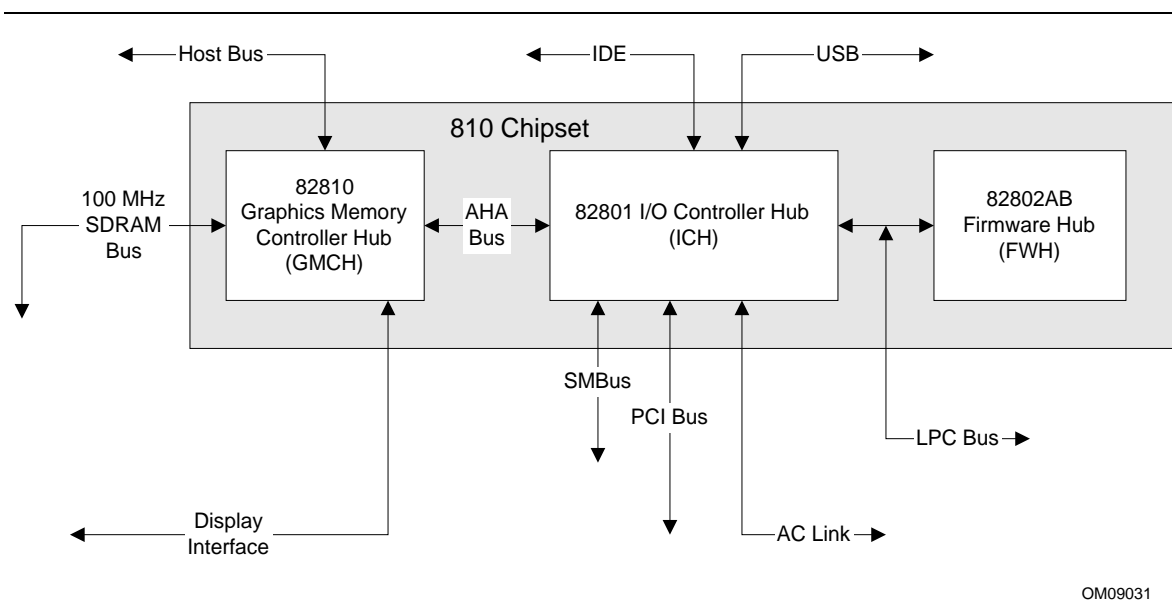 Host Bus
IDE
USB
810 Chipset
100 MHz
SDRAM
Bus
82810
Graphics Memory
Controller Hub
(GMCH)
AHA
Bus
82801 I/O Controller Hub
(ICH)
82802AB
Firmware Hub
(FWH)
SMBus
PCI Bus
LPC Bus
Display
Interface
AC Link
OM09031